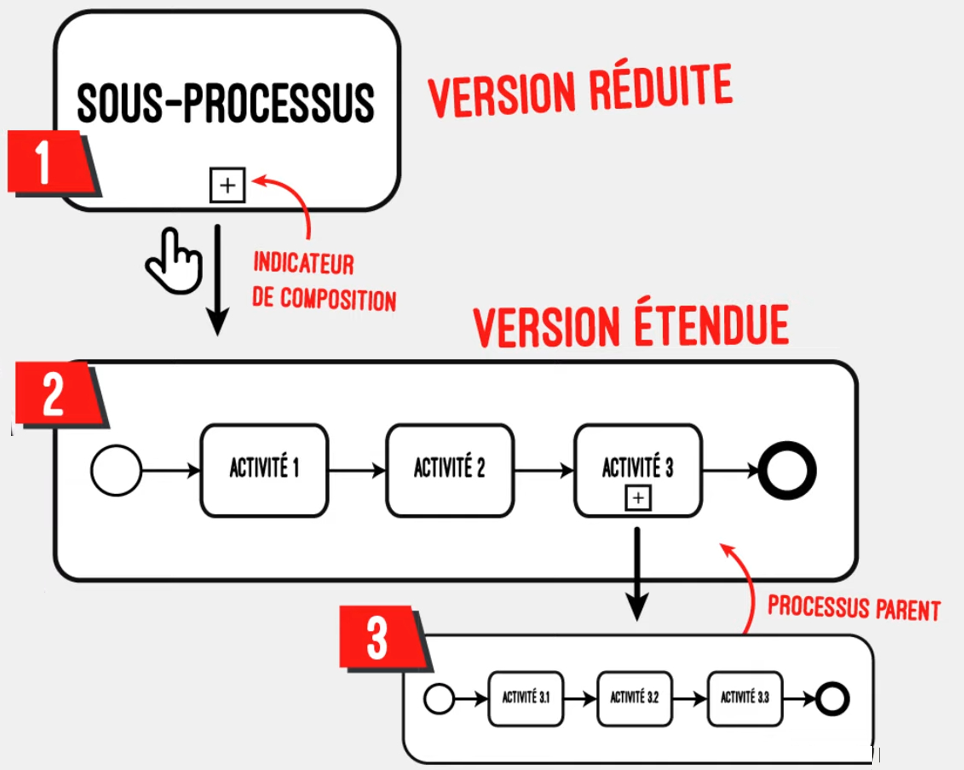 SOUS-PROCESSUS
VERSION RÉDUITE
1
+
INDICATEUR
DE COMPOSITION
VERSION ÉTENDUE
2
ACTIVITÉ 1
ACTIVITÉ 2
ACTIVITÉ 3
+
PROCESSUS PARENT
3
ACTIVITÉ 3.1
ACTIVITÉ 3.2
ACTIVITÉ 3.3